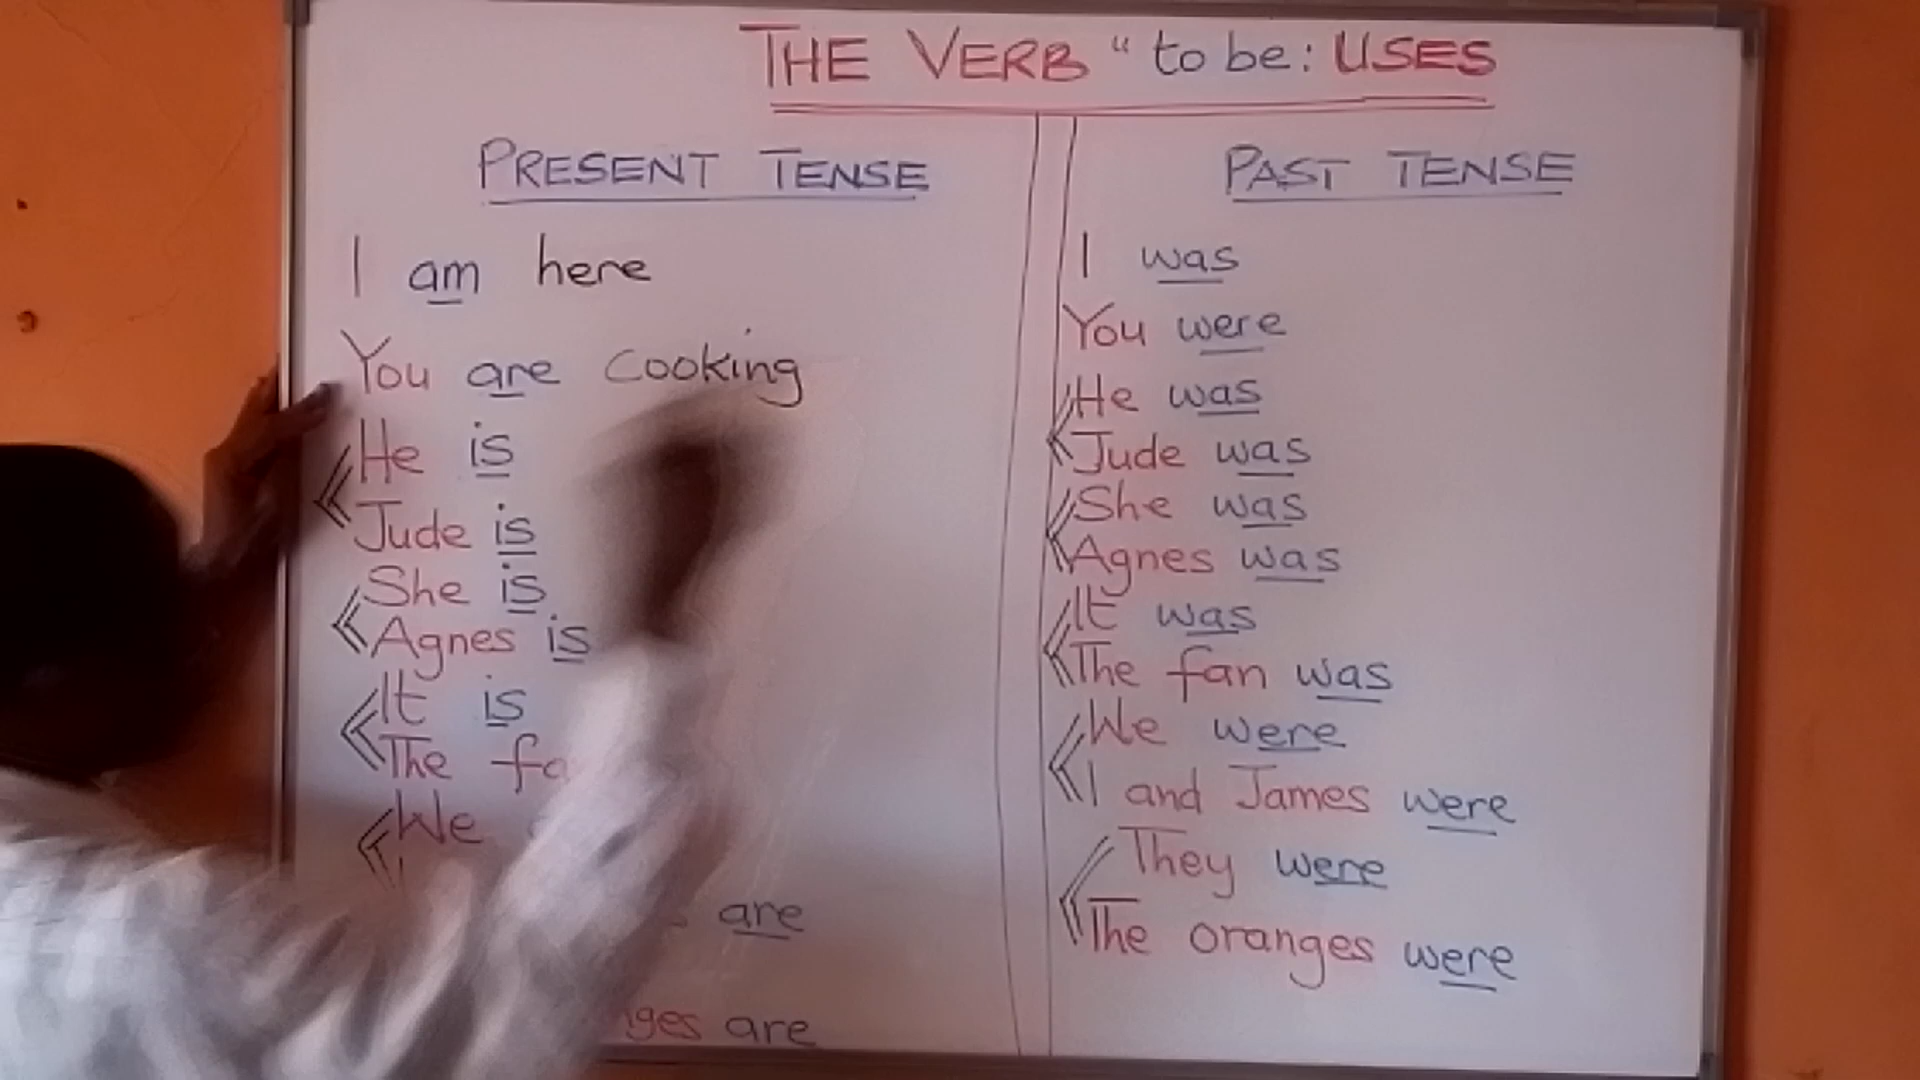 THE VERB “ to be: USES
PRESENT TENSE
I am here
You are cooking
He is
Jude is
She is
Agnes is
It is
The
We
are
are
PAST TENSE
I was
You were
He was
Jude was
She was
Agnes was
It was
The fan was
We were
I and James were
They were
The oranges were